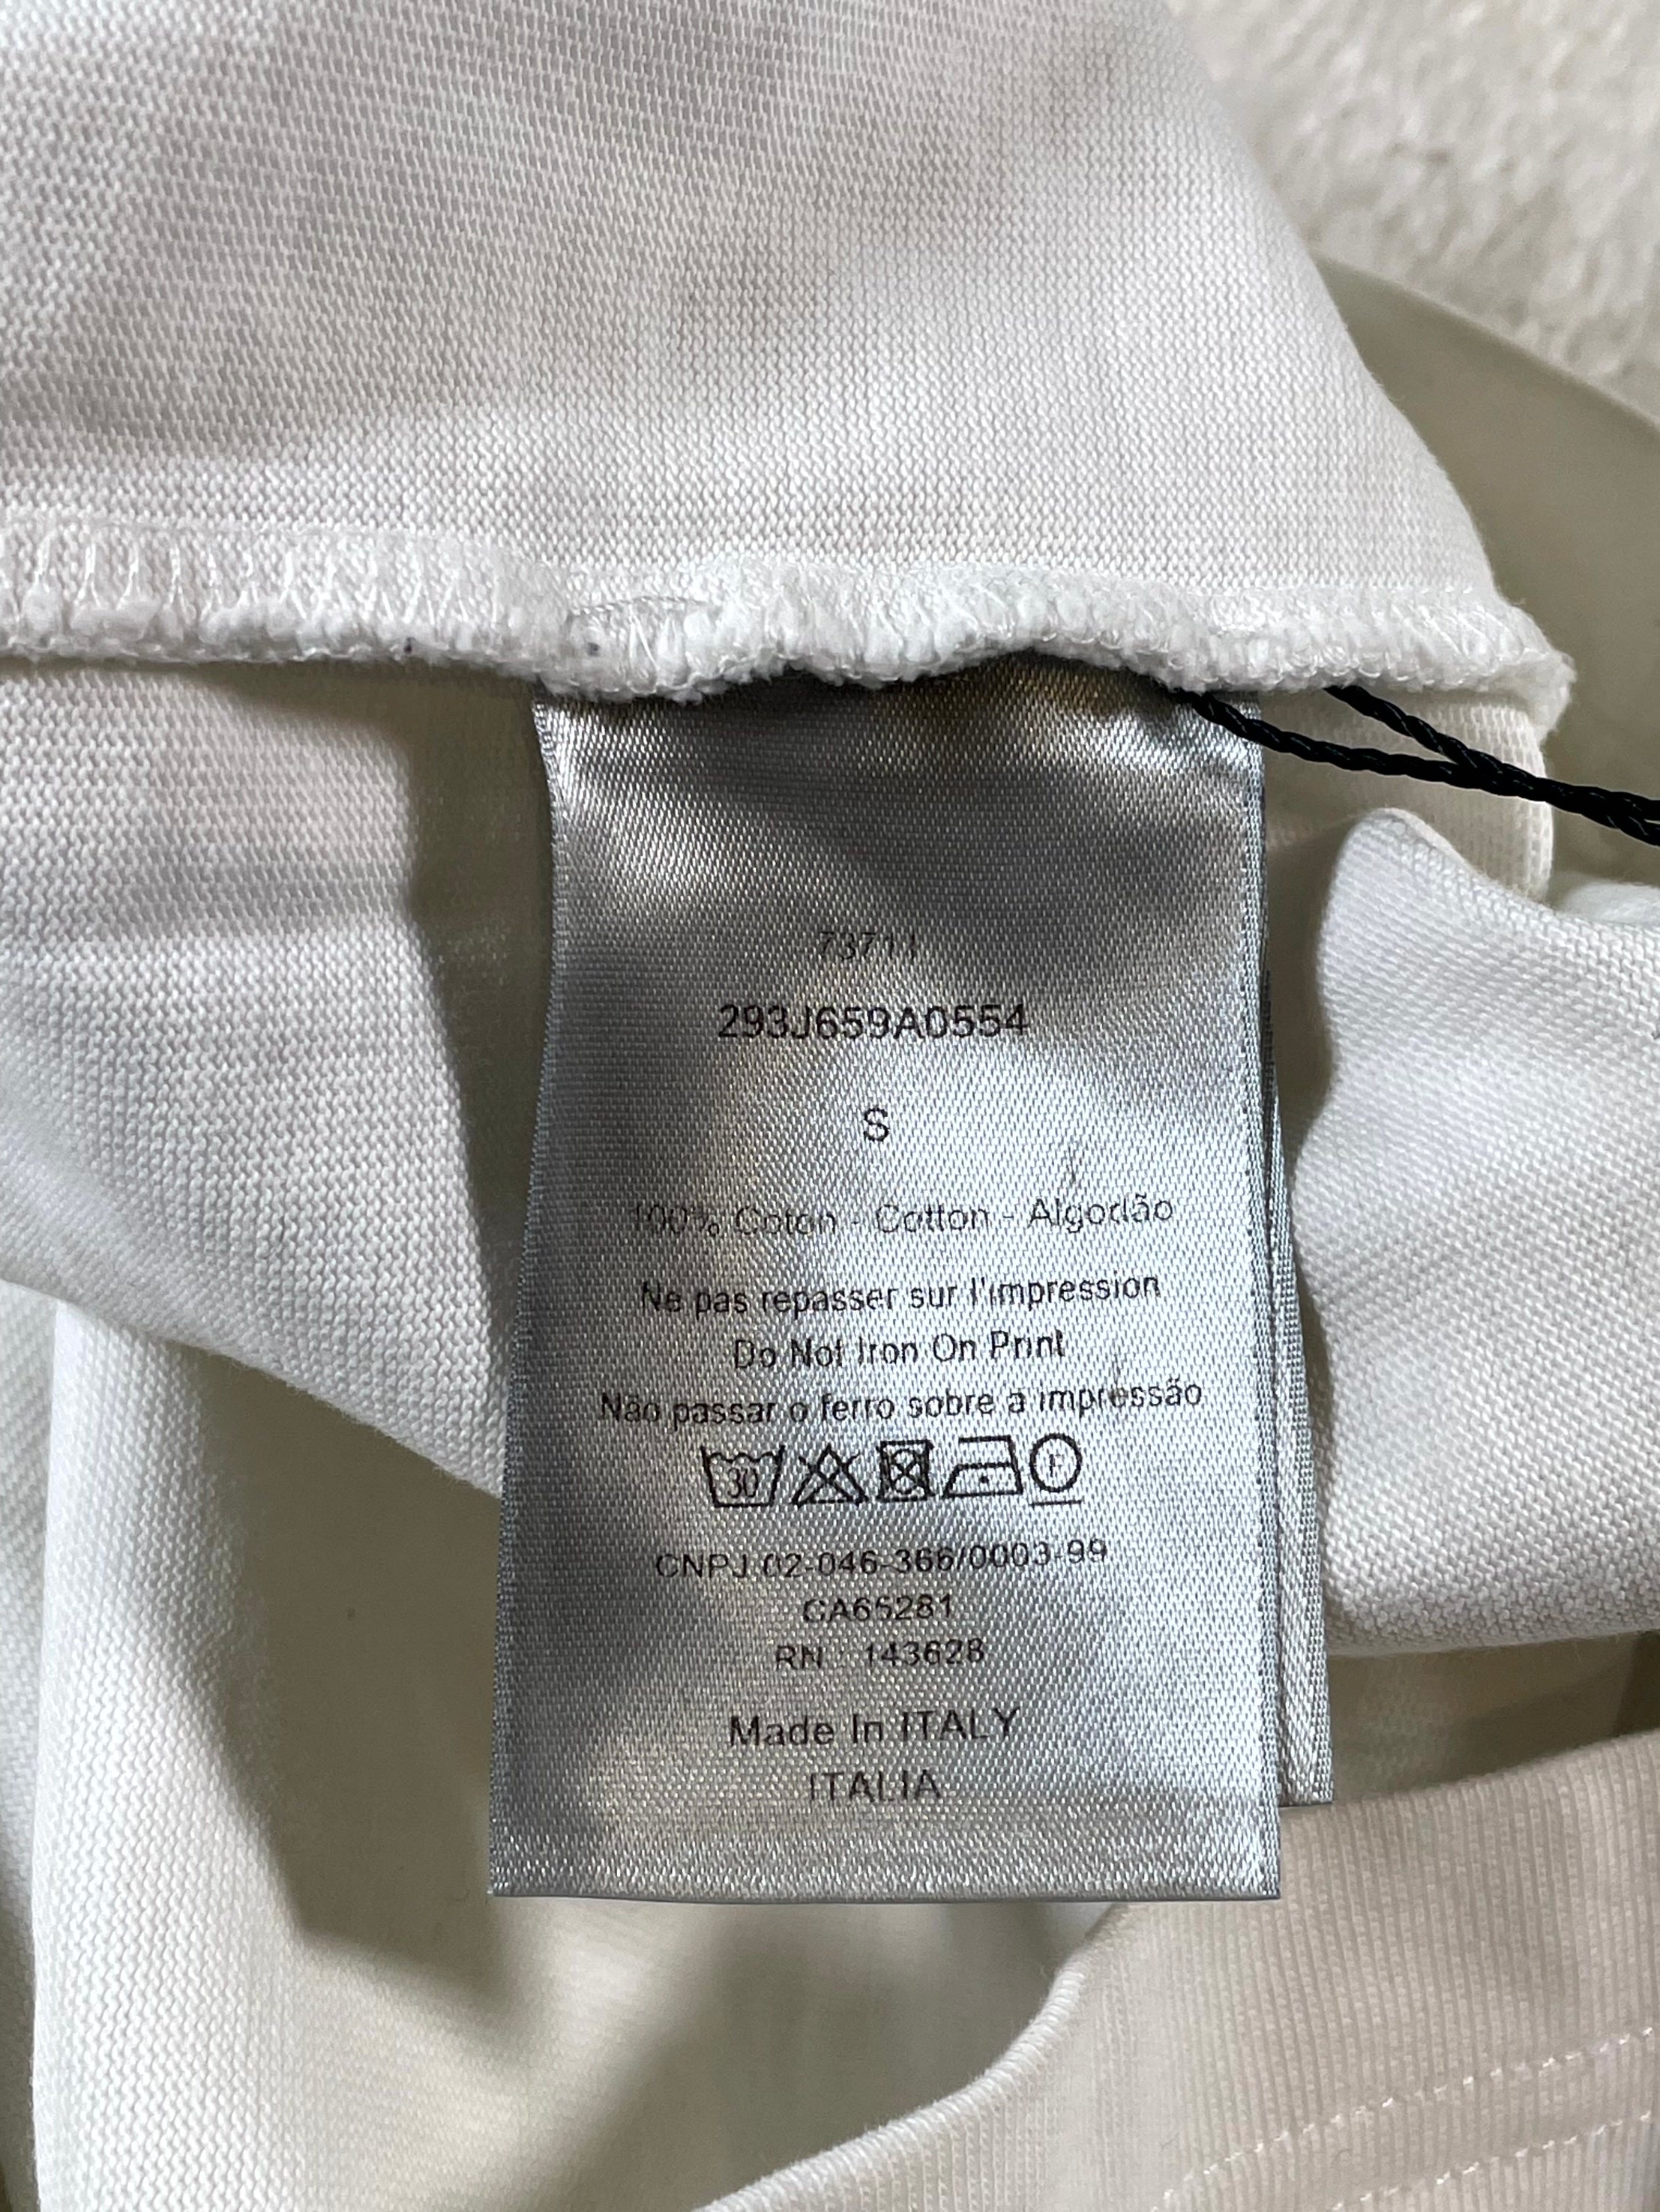 73711
293J659A0554
S
100% Coton - Cotton - Algodão
Ne pas repasser sur l'impression
Do Not Iron On Print
Não passar o ferro sobre a impressão
30 F
CNPJ 02-046-366/0003-99
CA65281
RN : 143628
Made In ITALY
ITALIA